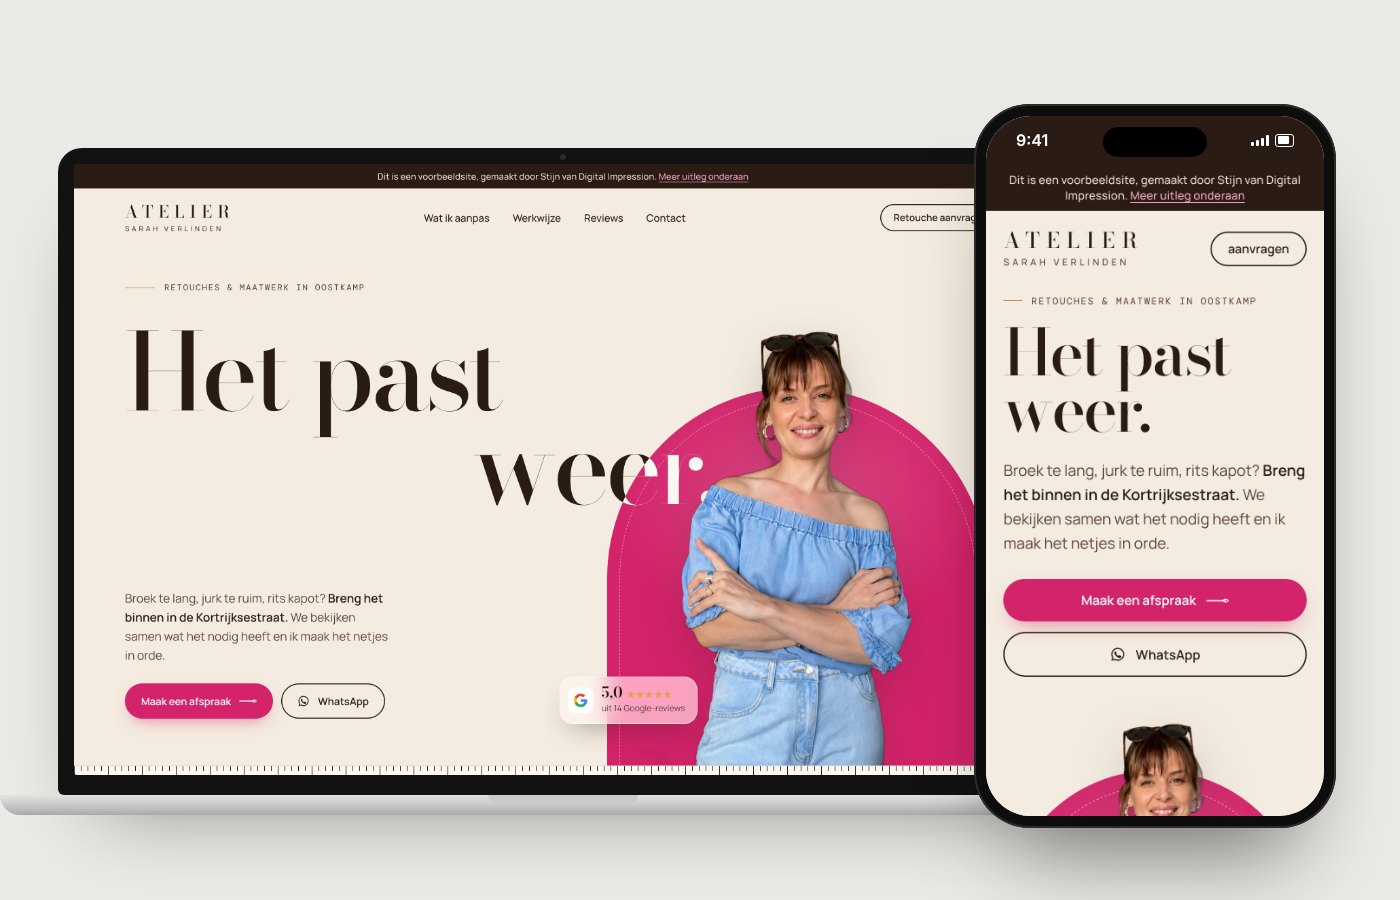 Dit is een voorbeeldsite, gemaakt door Stijn van Digital Impression. Meer uitleg onderaan
ATELIER
SARAH VERLINDEN
Wat ik aanpas
Werkwijze
Reviews
Contact
Retouche aanvrag
RETOUCHES & MAATWERK IN OOSTKAMP
Het past
weer.
Broek te lang, jurk te ruim, rits kapot? Breng het
binnen in de Kortrijksestraat. We bekijken
samen wat het nodig heeft en ik maak het netjes
in orde.
Maak een afspraak
WhatsApp
5,0
uit 14 Google-reviews
9:41
Dit is een voorbeeldsite, gemaakt door Stijn van Digital
Impression. Meer uitleg onderaan
ATELIER
SARAH VERLINDEN
aanvragen
RETOUCHES & MAATWERK IN OOSTKAMP
Het past
weer.
Broek te lang, jurk te ruim, rits kapot? Breng
het binnen in de Kortrijksestraat. We
bekijken samen wat het nodig heeft en ik
maak het netjes in orde.
Maak een afspraak
WhatsApp